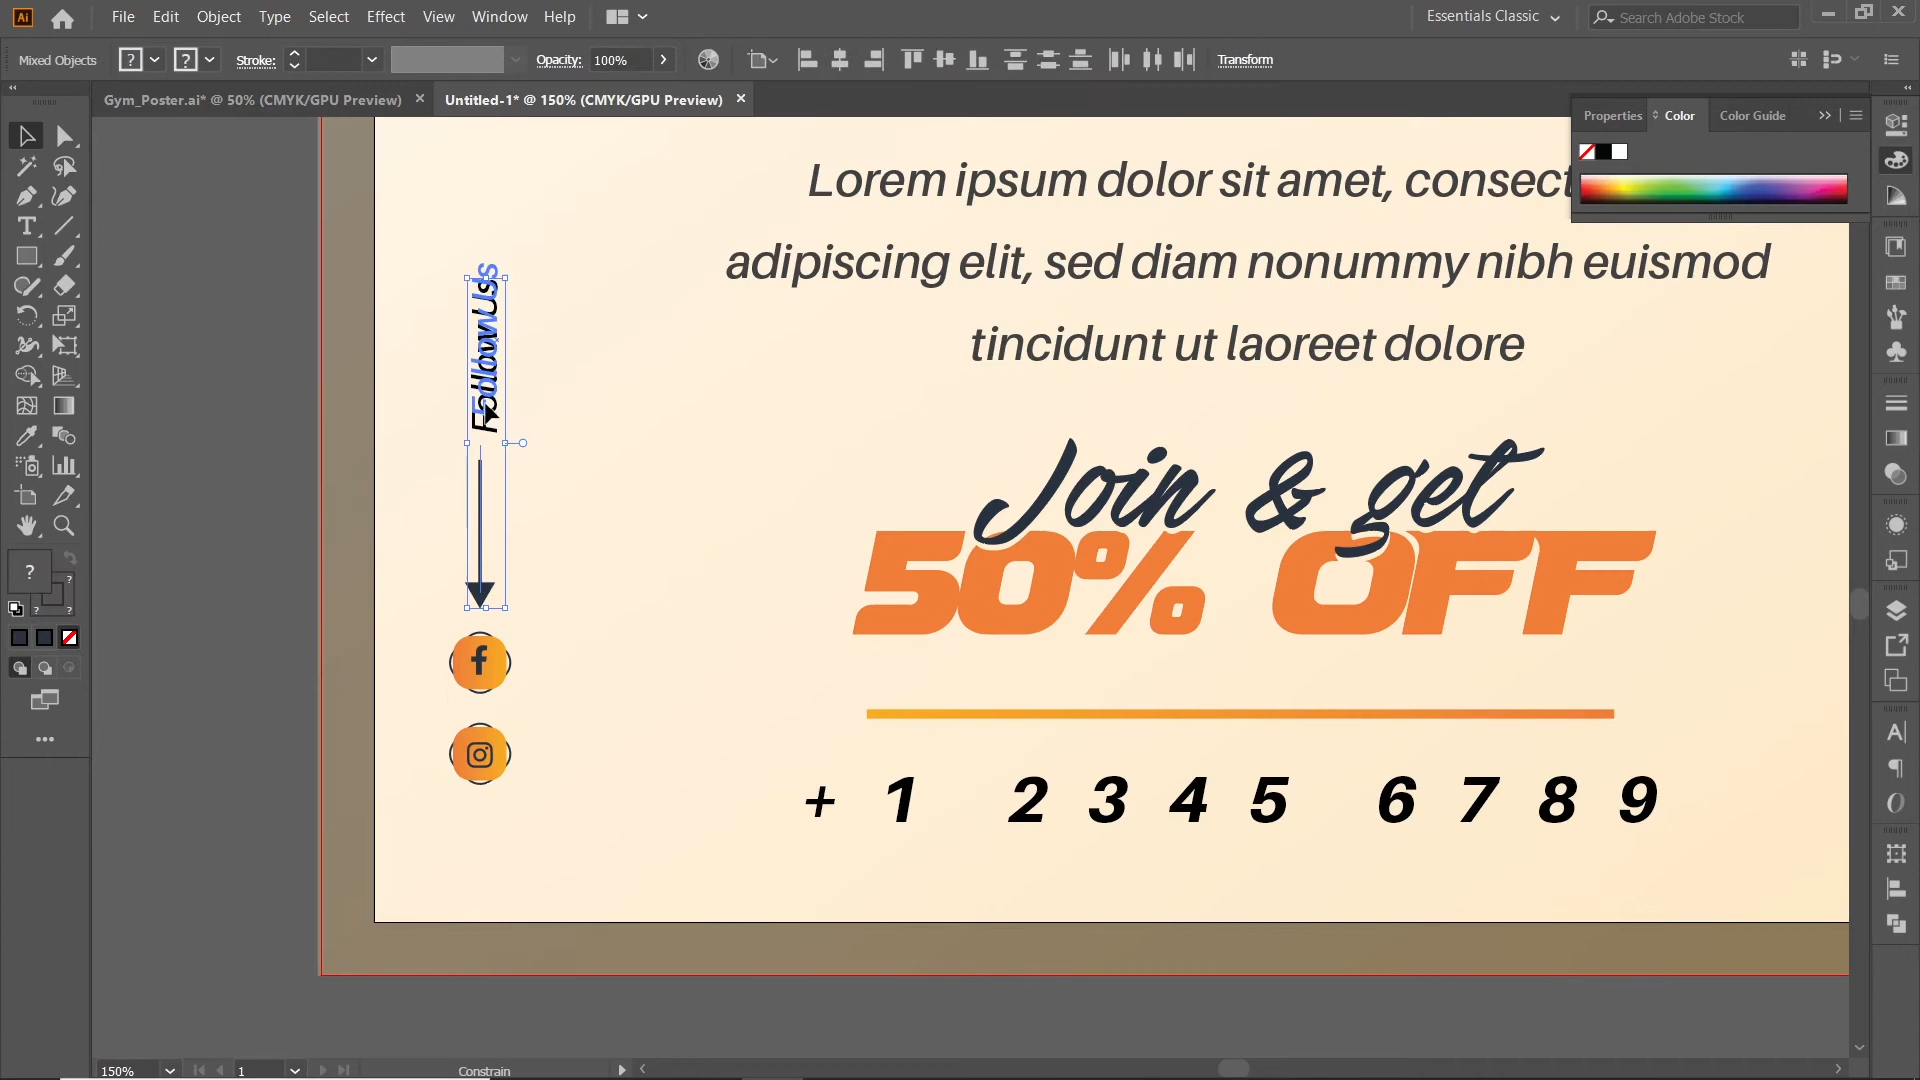 Ai
File Edit Object Type Select Effect View Window Help
Essentials Classic
Search Adobe Stock
Mixed Objects
?
?
Stroke:
Opacity: 100%
Transform
Gym_Poster.ai* @ 50% (CMYK/GPU Preview)
Untitled-1* @ 150% (CMYK/GPU Preview)
Properties Color Color Guide
Lorem ipsum dolor sit amet, consect
adipiscing elit, sed diam nonummy nibh euismod
tincidunt ut laoreet dolore
Follow us
Join & get
50% OFF
+ 1 2 3 4 5 6 7 8 9
?
?
?
?
150%
1
Constrain